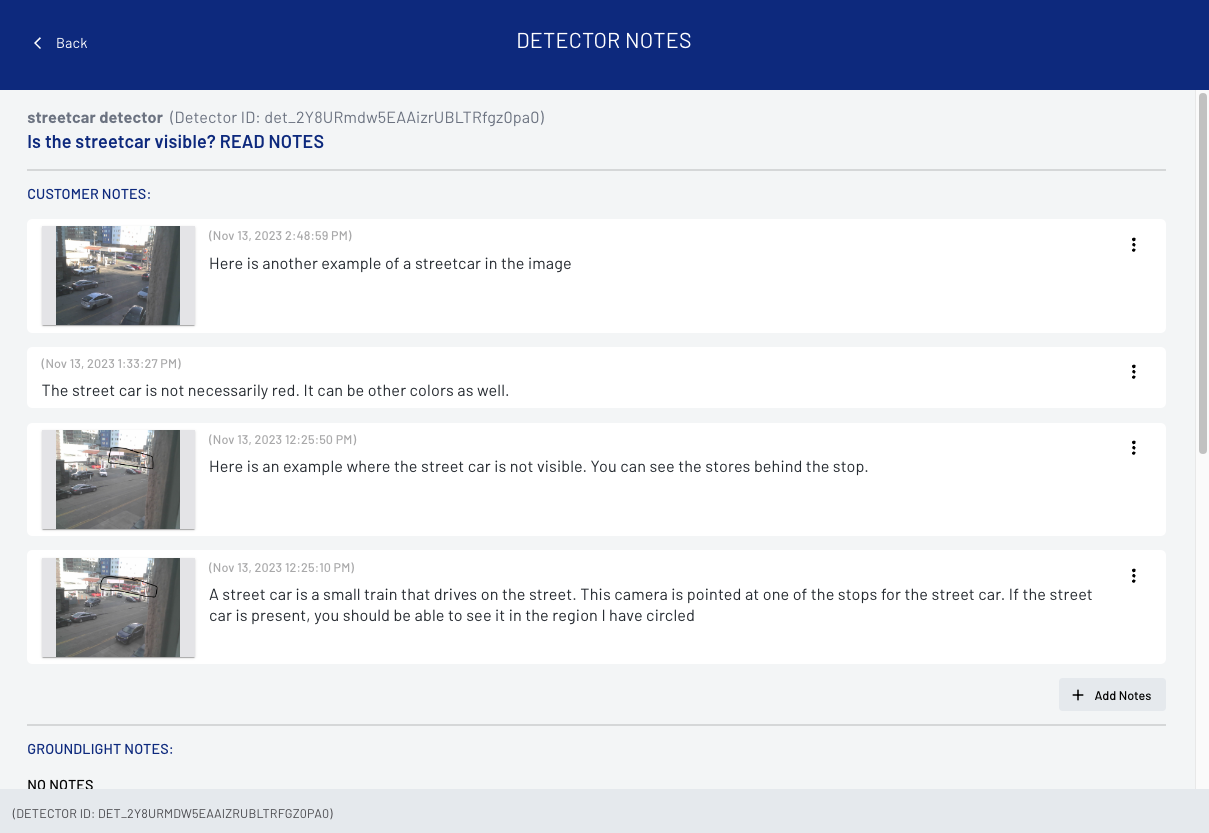 Back
DETECTOR NOTES
streetcar detector (Detector ID: det_2Y8URmdw5EAAizrUBLTRfgz0pa0)
Is the streetcar visible? READ NOTES
CUSTOMER NOTES:
(Nov 13, 2023 2:48:59 PM)
Here is another example of a streetcar in the image
(Nov 13, 2023 1:33:27 PM)
The street car is not necessarily red. It can be other colors as well.
(Nov 13, 2023 12:25:50 PM)
Here is an example where the street car is not visible. You can see the stores behind the stop.
(Nov 13, 2023 12:25:10 PM)
A street car is a small train that drives on the street. This camera is pointed at one of the stops for the street car. If the street
car is present, you should be able to see it in the region I have circled
+ Add Notes
GROUNDLIGHT NOTES:
NO NOTES
(DETECTOR ID: DET_2Y8URMDW5EAAIZRUBLTRFGZ0PA0)